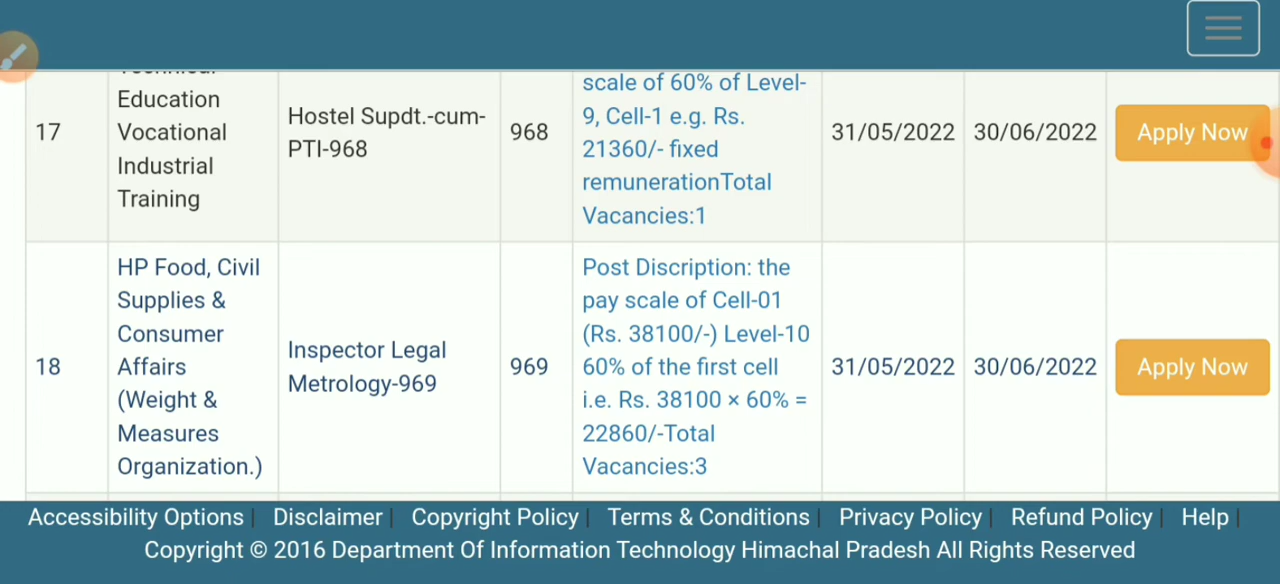 17
Technical
Education
Vocational
Industrial
Training
Hostel Supdt.-cum-
PTI-968
968
scale of 60% of Level-
9, Cell-1 e.g. Rs.
21360/- fixed
remunerationTotal
Vacancies:1
31/05/2022
30/06/2022
Apply Now
18
HP Food, Civil
Supplies &
Consumer
Affairs
(Weight &
Measures
Organization.)
Inspector Legal
Metrology-969
969
Post Discription: the
pay scale of Cell-01
(Rs. 38100/-) Level-10
60% of the first cell
i.e. Rs. 38100 × 60% =
22860/-Total
Vacancies:3
31/05/2022
30/06/2022
Apply Now
Accessibility Options | Disclaimer | Copyright Policy | Terms & Conditions | Privacy Policy | Refund Policy | Help |
Copyright © 2016 Department Of Information Technology Himachal Pradesh All Rights Reserved